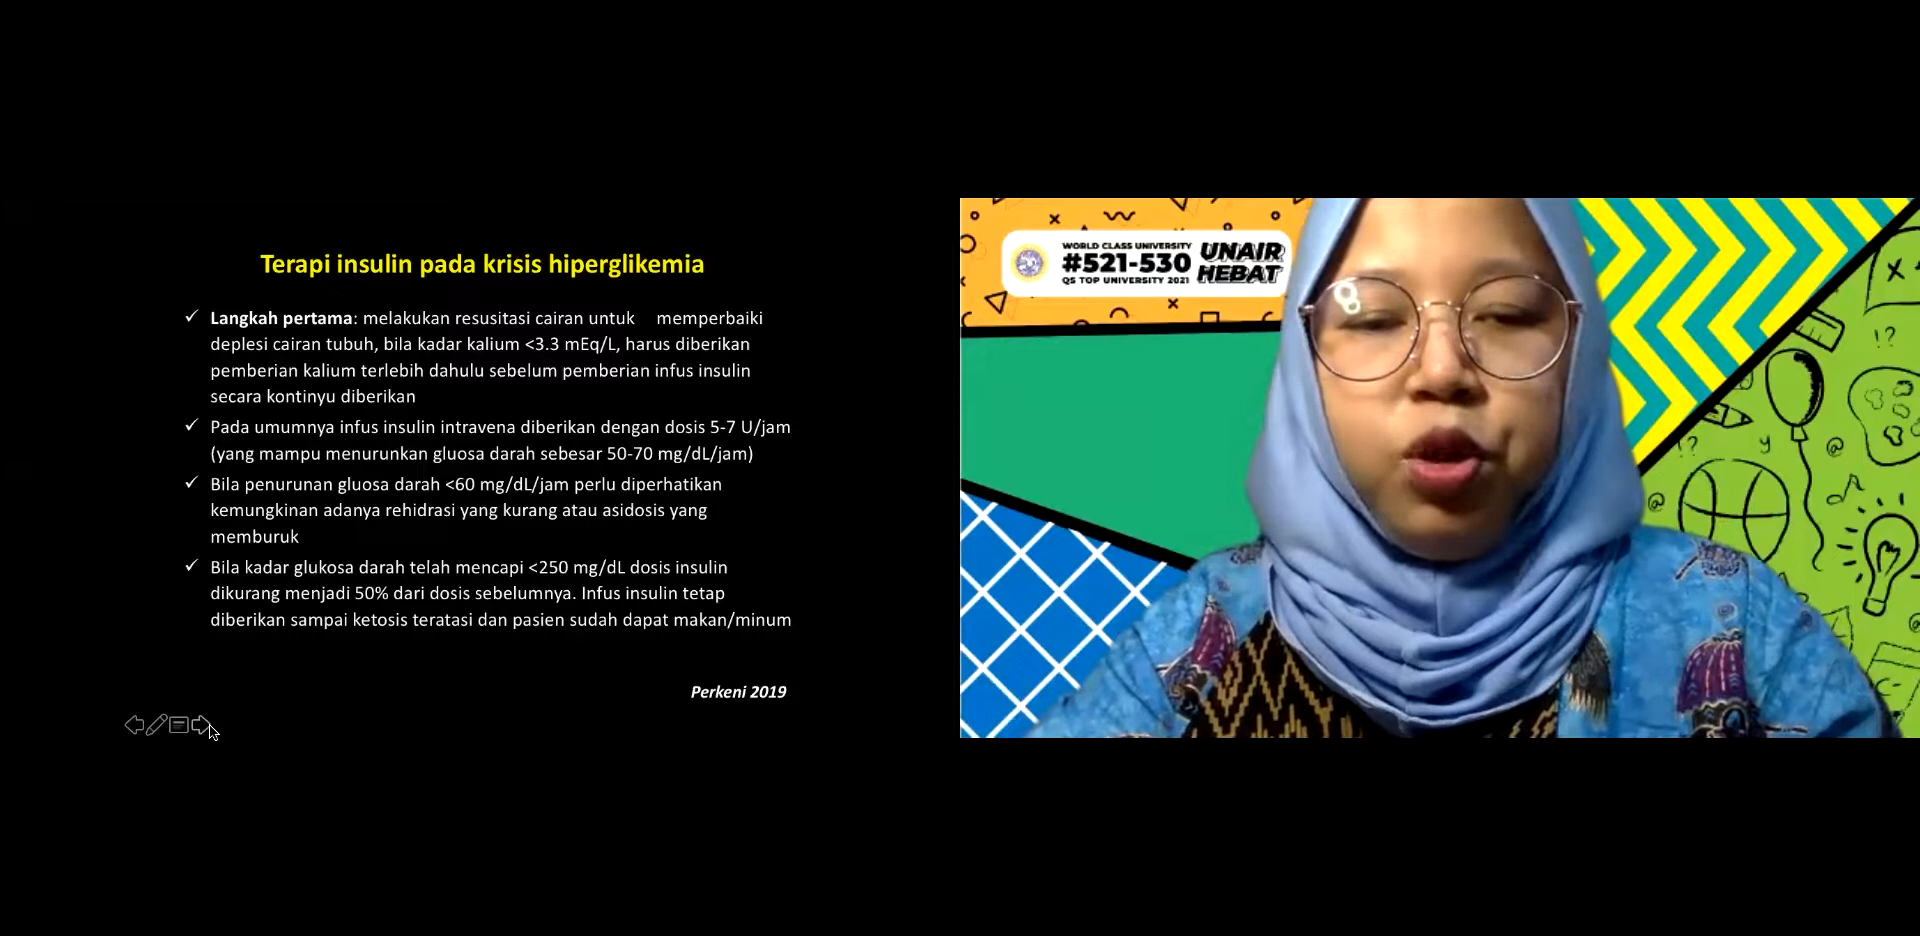 Terapi insulin pada krisis hiperglikemia
✓ Langkah pertama: melakukan resusitasi cairan untuk memperbaiki
deplesi cairan tubuh, bila kadar kalium <3.3 mEq/L, harus diberikan
pemberian kalium terlebih dahulu sebelum pemberian infus insulin
secara kontinyu diberikan
✓ Pada umumnya infus insulin intravena diberikan dengan dosis 5-7 U/jam
(yang mampu menurunkan gluosa darah sebesar 50-70 mg/dL/jam)
✓ Bila penurunan gluosa darah <60 mg/dL/jam perlu diperhatikan
kemungkinan adanya rehidrasi yang kurang atau asidosis yang
memburuk
✓ Bila kadar glukosa darah telah mencapi <250 mg/dL dosis insulin
dikurang menjadi 50% dari dosis sebelumnya. Infus insulin tetap
diberikan sampai ketosis teratasi dan pasien sudah dapat makan/minum
Perkeni 2019
WORLD CLASS UNIVERSITY
#521-530
QS TOP UNIVERSITY 2021
UNAIR
HEBAT